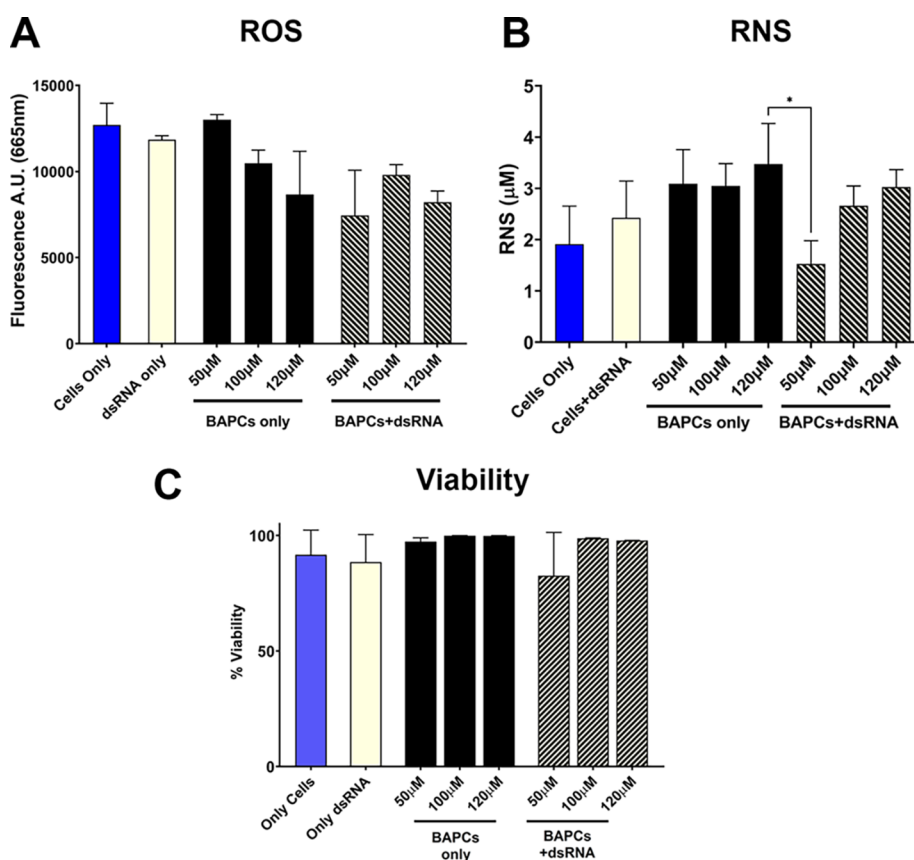 A
ROS
Fluorescence A.U. (665nm)
15000
10000
5000
0
Cells Only
dsRNA only
50μM
100μM
120μM
50μM
100μM
120μM
BAPCs only
BAPCs+dsRNA
B
RNS
RNS (μM)
5
4
3
2
1
0
*
Cells Only
Cells+dsRNA
50μM
100μM
120μM
50μM
100μM
120μM
BAPCs only
BAPCs+dsRNA
C
Viability
% Viability
100
50
0
Only Cells
Only dsRNA
50μM
100μM
120μM
50μM
100μM
120μM
BAPCs
only
BAPCs
+dsRNA